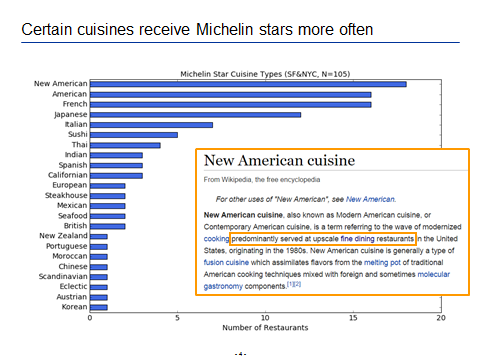 Certain cuisines receive Michelin stars more often
Michelin Star Cuisine Types (SF&NYC, N=105)
New American
American
French
Japanese
Italian
Sushi
Thai
Indian
Spanish
Californian
European
Steakhouse
Mexican
Seafood
British
New Zealand
Portuguese
Moroccan
Chinese
Scandinavian
Eclectic
Austrian
Korean
New American cuisine
From Wikipedia, the free encyclopedia
For other uses of "New American", see New American.
New American cuisine, also known as Modern American cuisine, or
Contemporary American cuisine, is a term referring to the wave of modernized
cooking predominantly served at upscale fine dining restaurants in the United
States, originating in the 1980s. New American cuisine is generally a type of
fusion cuisine which assimilates flavors from the melting pot of traditional
American cooking techniques mixed with foreign and sometimes molecular
gastronomy components.[1][2]
0 5 10 15 20
Number of Restaurants